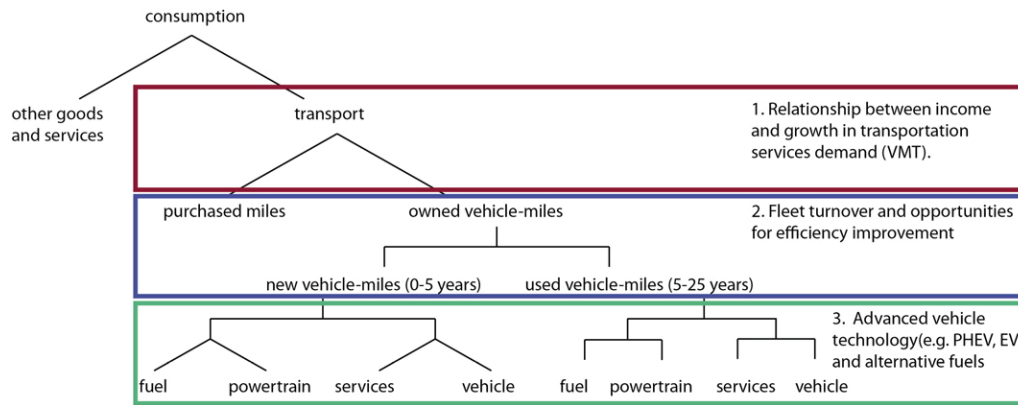 consumption
other goods
and services
transport
1. Relationship between income
and growth in transportation
services demand (VMT).
purchased miles
owned vehicle-miles
2. Fleet turnover and opportunities
for efficiency improvement
new vehicle-miles (0-5 years)
used vehicle-miles (5-25 years)
3. Advanced vehicle
technology(e.g. PHEV, EV
and alternative fuels
fuel
powertrain
services
vehicle
fuel
powertrain
services
vehicle